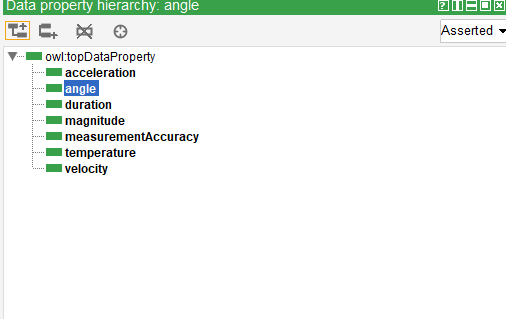 Data property hierarchy: angle
Asserted
owl:topDataProperty
acceleration
angle
duration
magnitude
measurementAccuracy
temperature
velocity